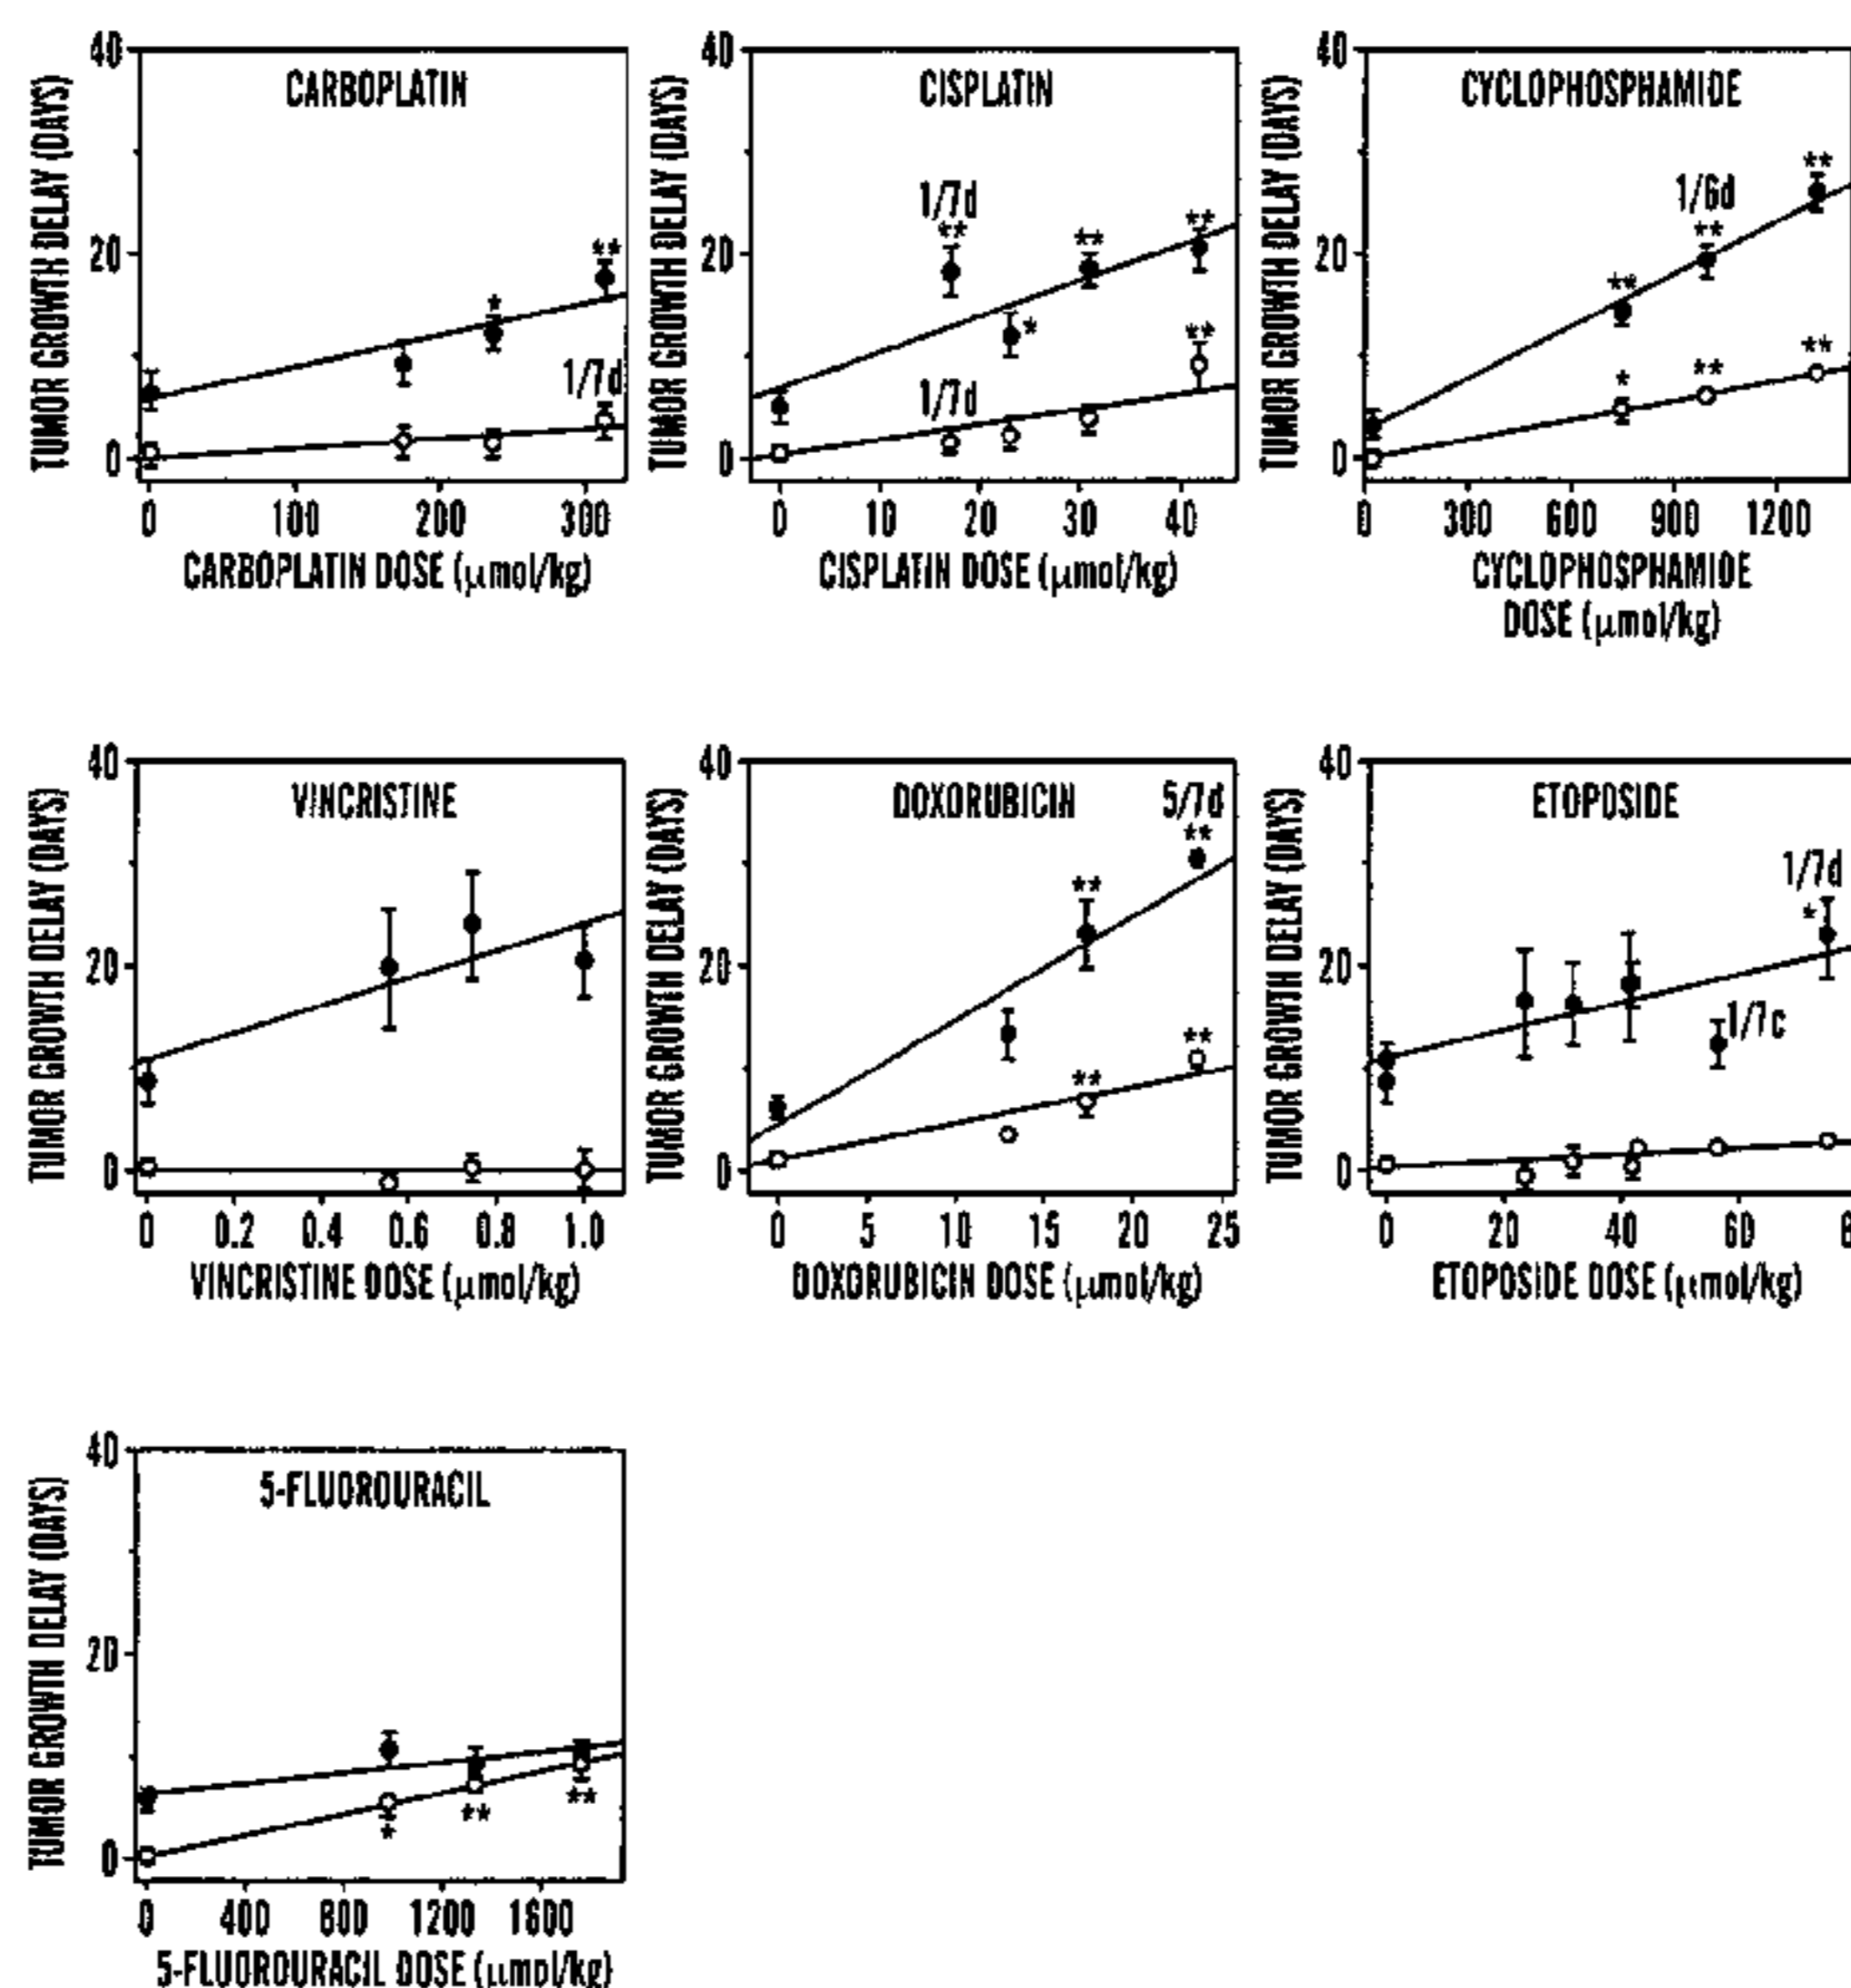 CARBOPLATIN
TUMOR GROWTH DELAY (DAYS)
40
20
0
**
*
1/7d
0 100 200 300
CARBOPLATIN DOSE (μmol/kg)
CISPLATIN
TUMOR GROWTH DELAY (DAYS)
40
20
0
1/7d
**
**
**
*
**
1/7d
0 10 20 30 40
CISPLATIN DOSE (μmol/kg)
CYCLOPHOSPHAMIDE
TUMOR GROWTH DELAY (DAYS)
40
20
0
**
1/6d
**
**
**
**
*
0 300 600 900 1200
CYCLOPHOSPHAMIDE
DOSE (μmol/kg)
VINCRISTINE
TUMOR GROWTH DELAY (DAYS)
40
20
0
0 0.2 0.4 0.6 0.8 1.0
VINCRISTINE DOSE (μmol/kg)
DOXORUBICIN
5/7d
TUMOR GROWTH DELAY (DAYS)
40
20
0
**
**
**
**
0 5 10 15 20 25
DOXORUBICIN DOSE (μmol/kg)
ETOPOSIDE
TUMOR GROWTH DELAY (DAYS)
40
20
0
1/7d
*
1/7c
0 20 40 60
ETOPOSIDE DOSE (μmol/kg)
5-FLUOROURACIL
TUMOR GROWTH DELAY (DAYS)
40
20
0
*
**
**
0 400 800 1200 1600
5-FLUOROURACIL DOSE (μmol/kg)